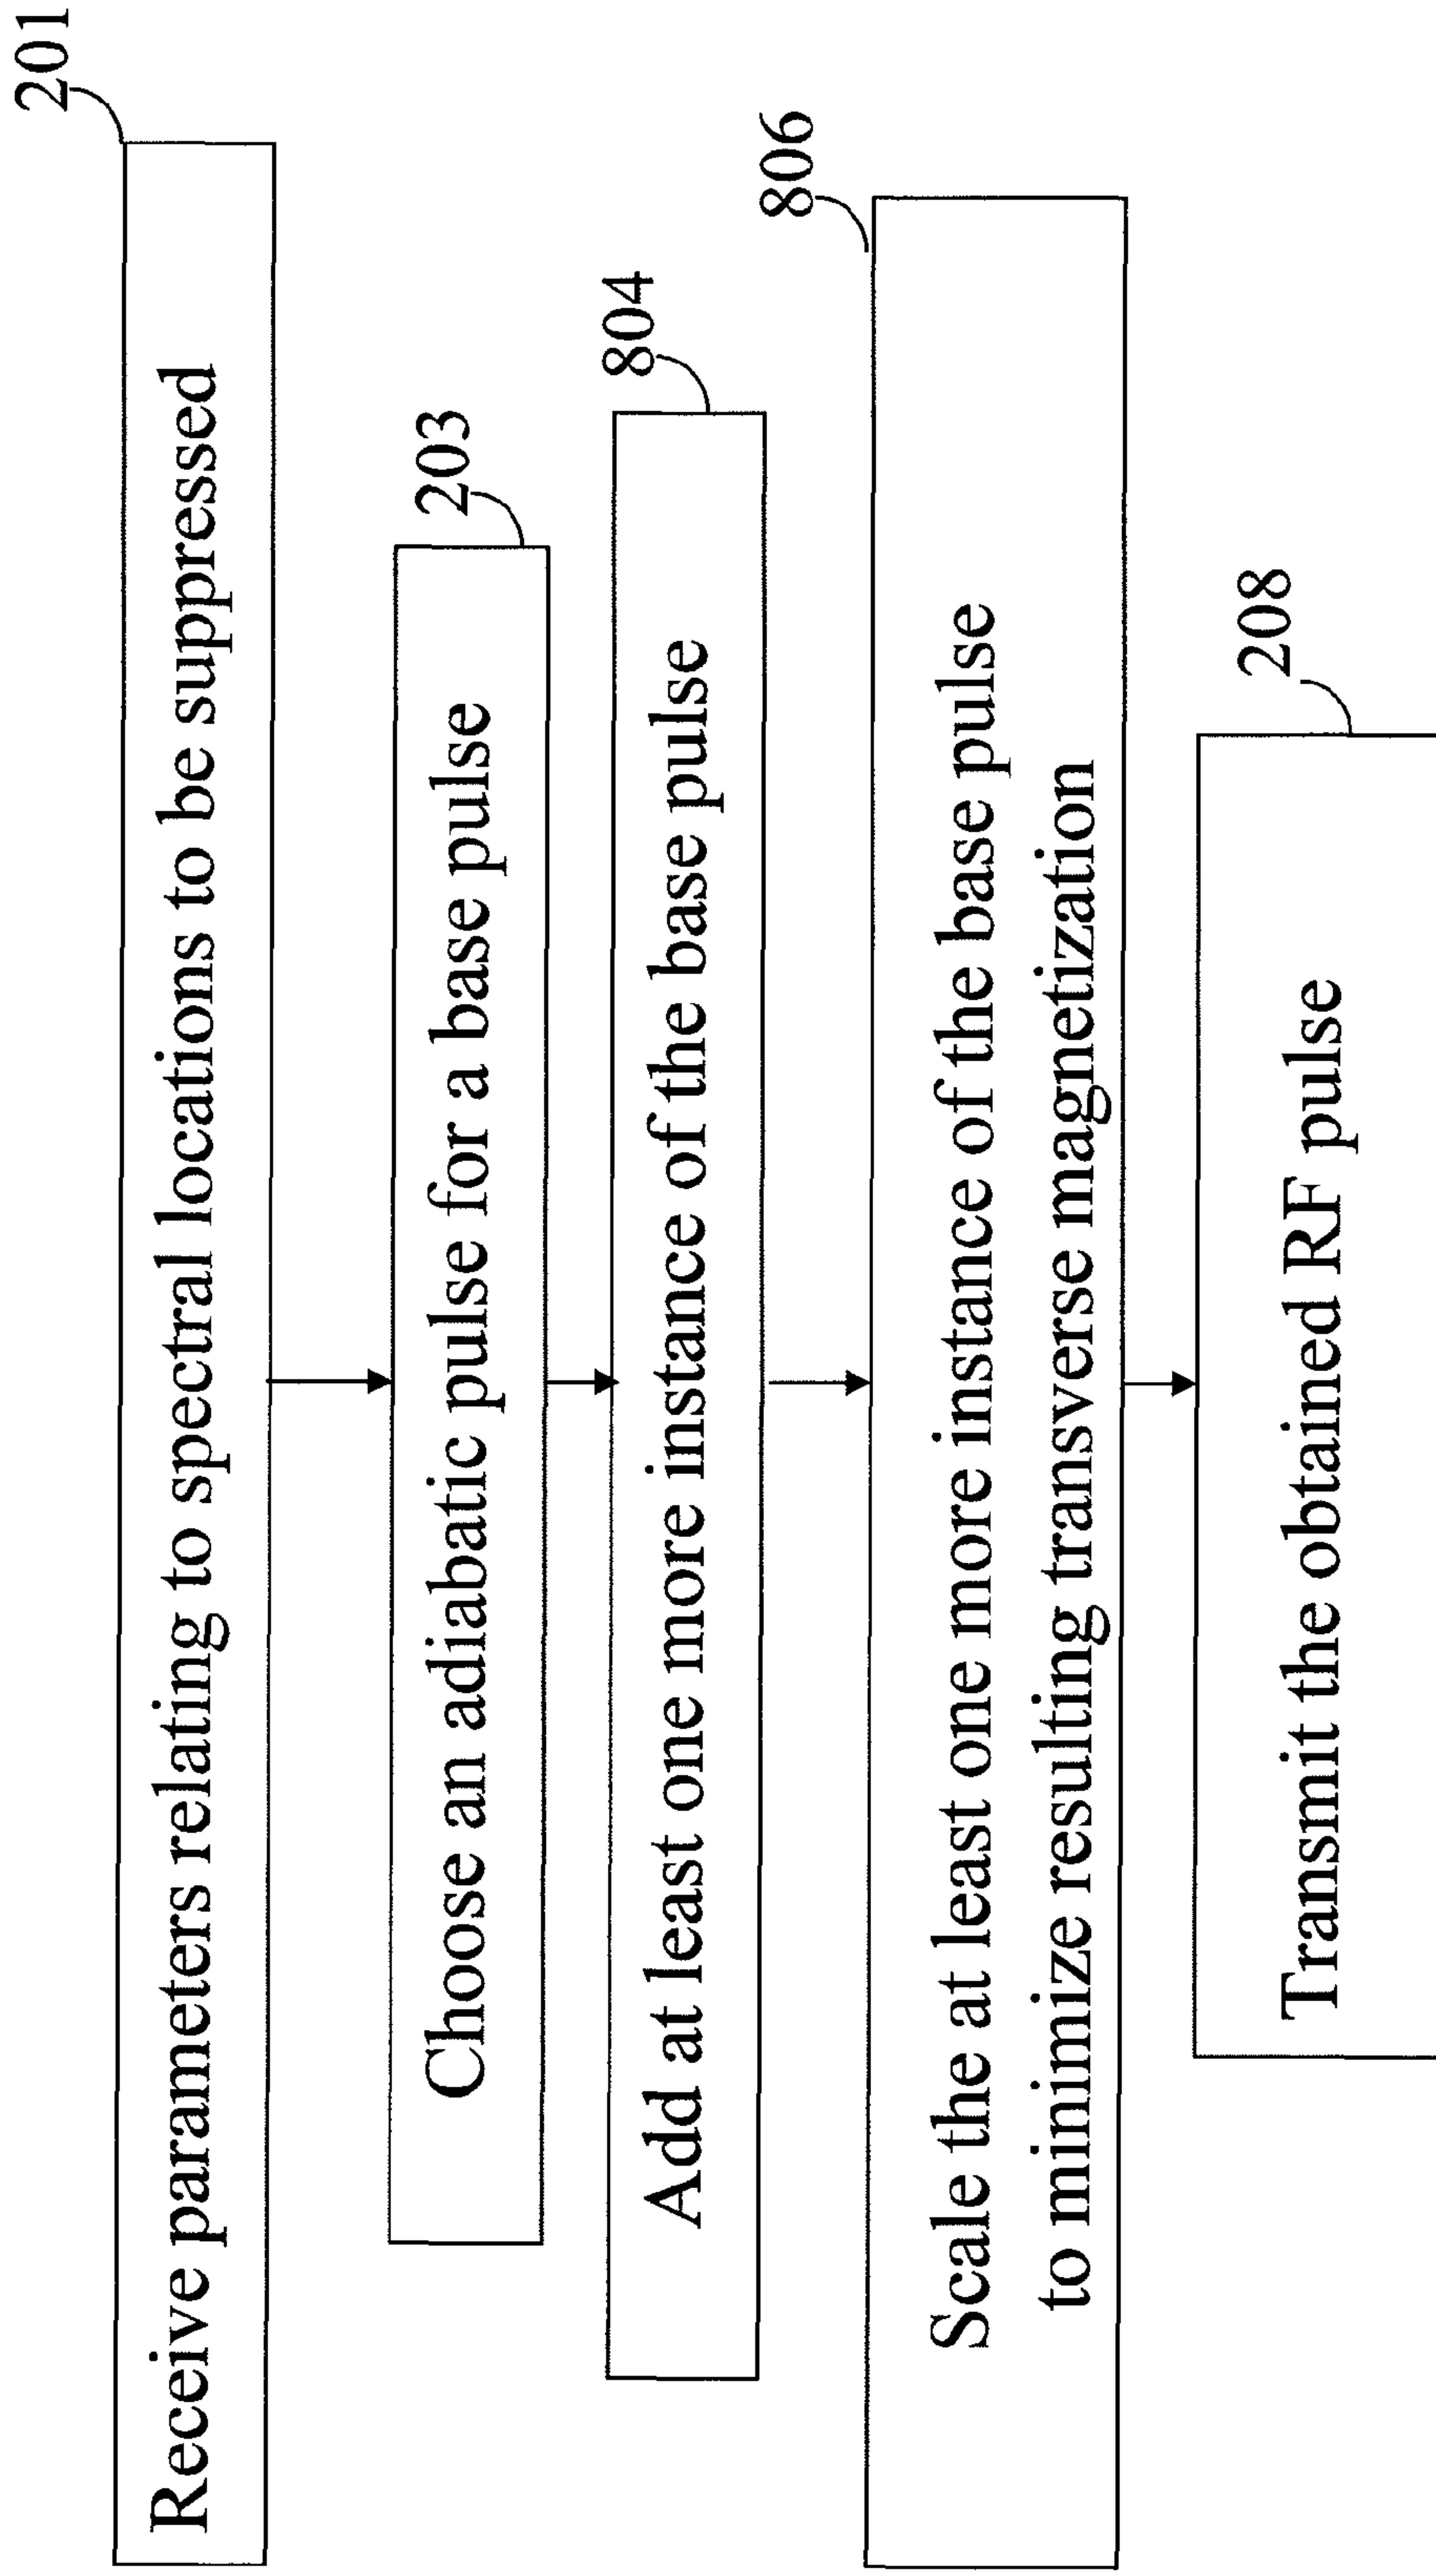 201
Receive parameters relating to spectral locations to be suppressed
203
Choose an adiabatic pulse for a base pulse
804
Add at least one more instance of the base pulse
806
Scale the at least one more instance of the base pulse
to minimize resulting transverse magnetization
208
Transmit the obtained RF pulse